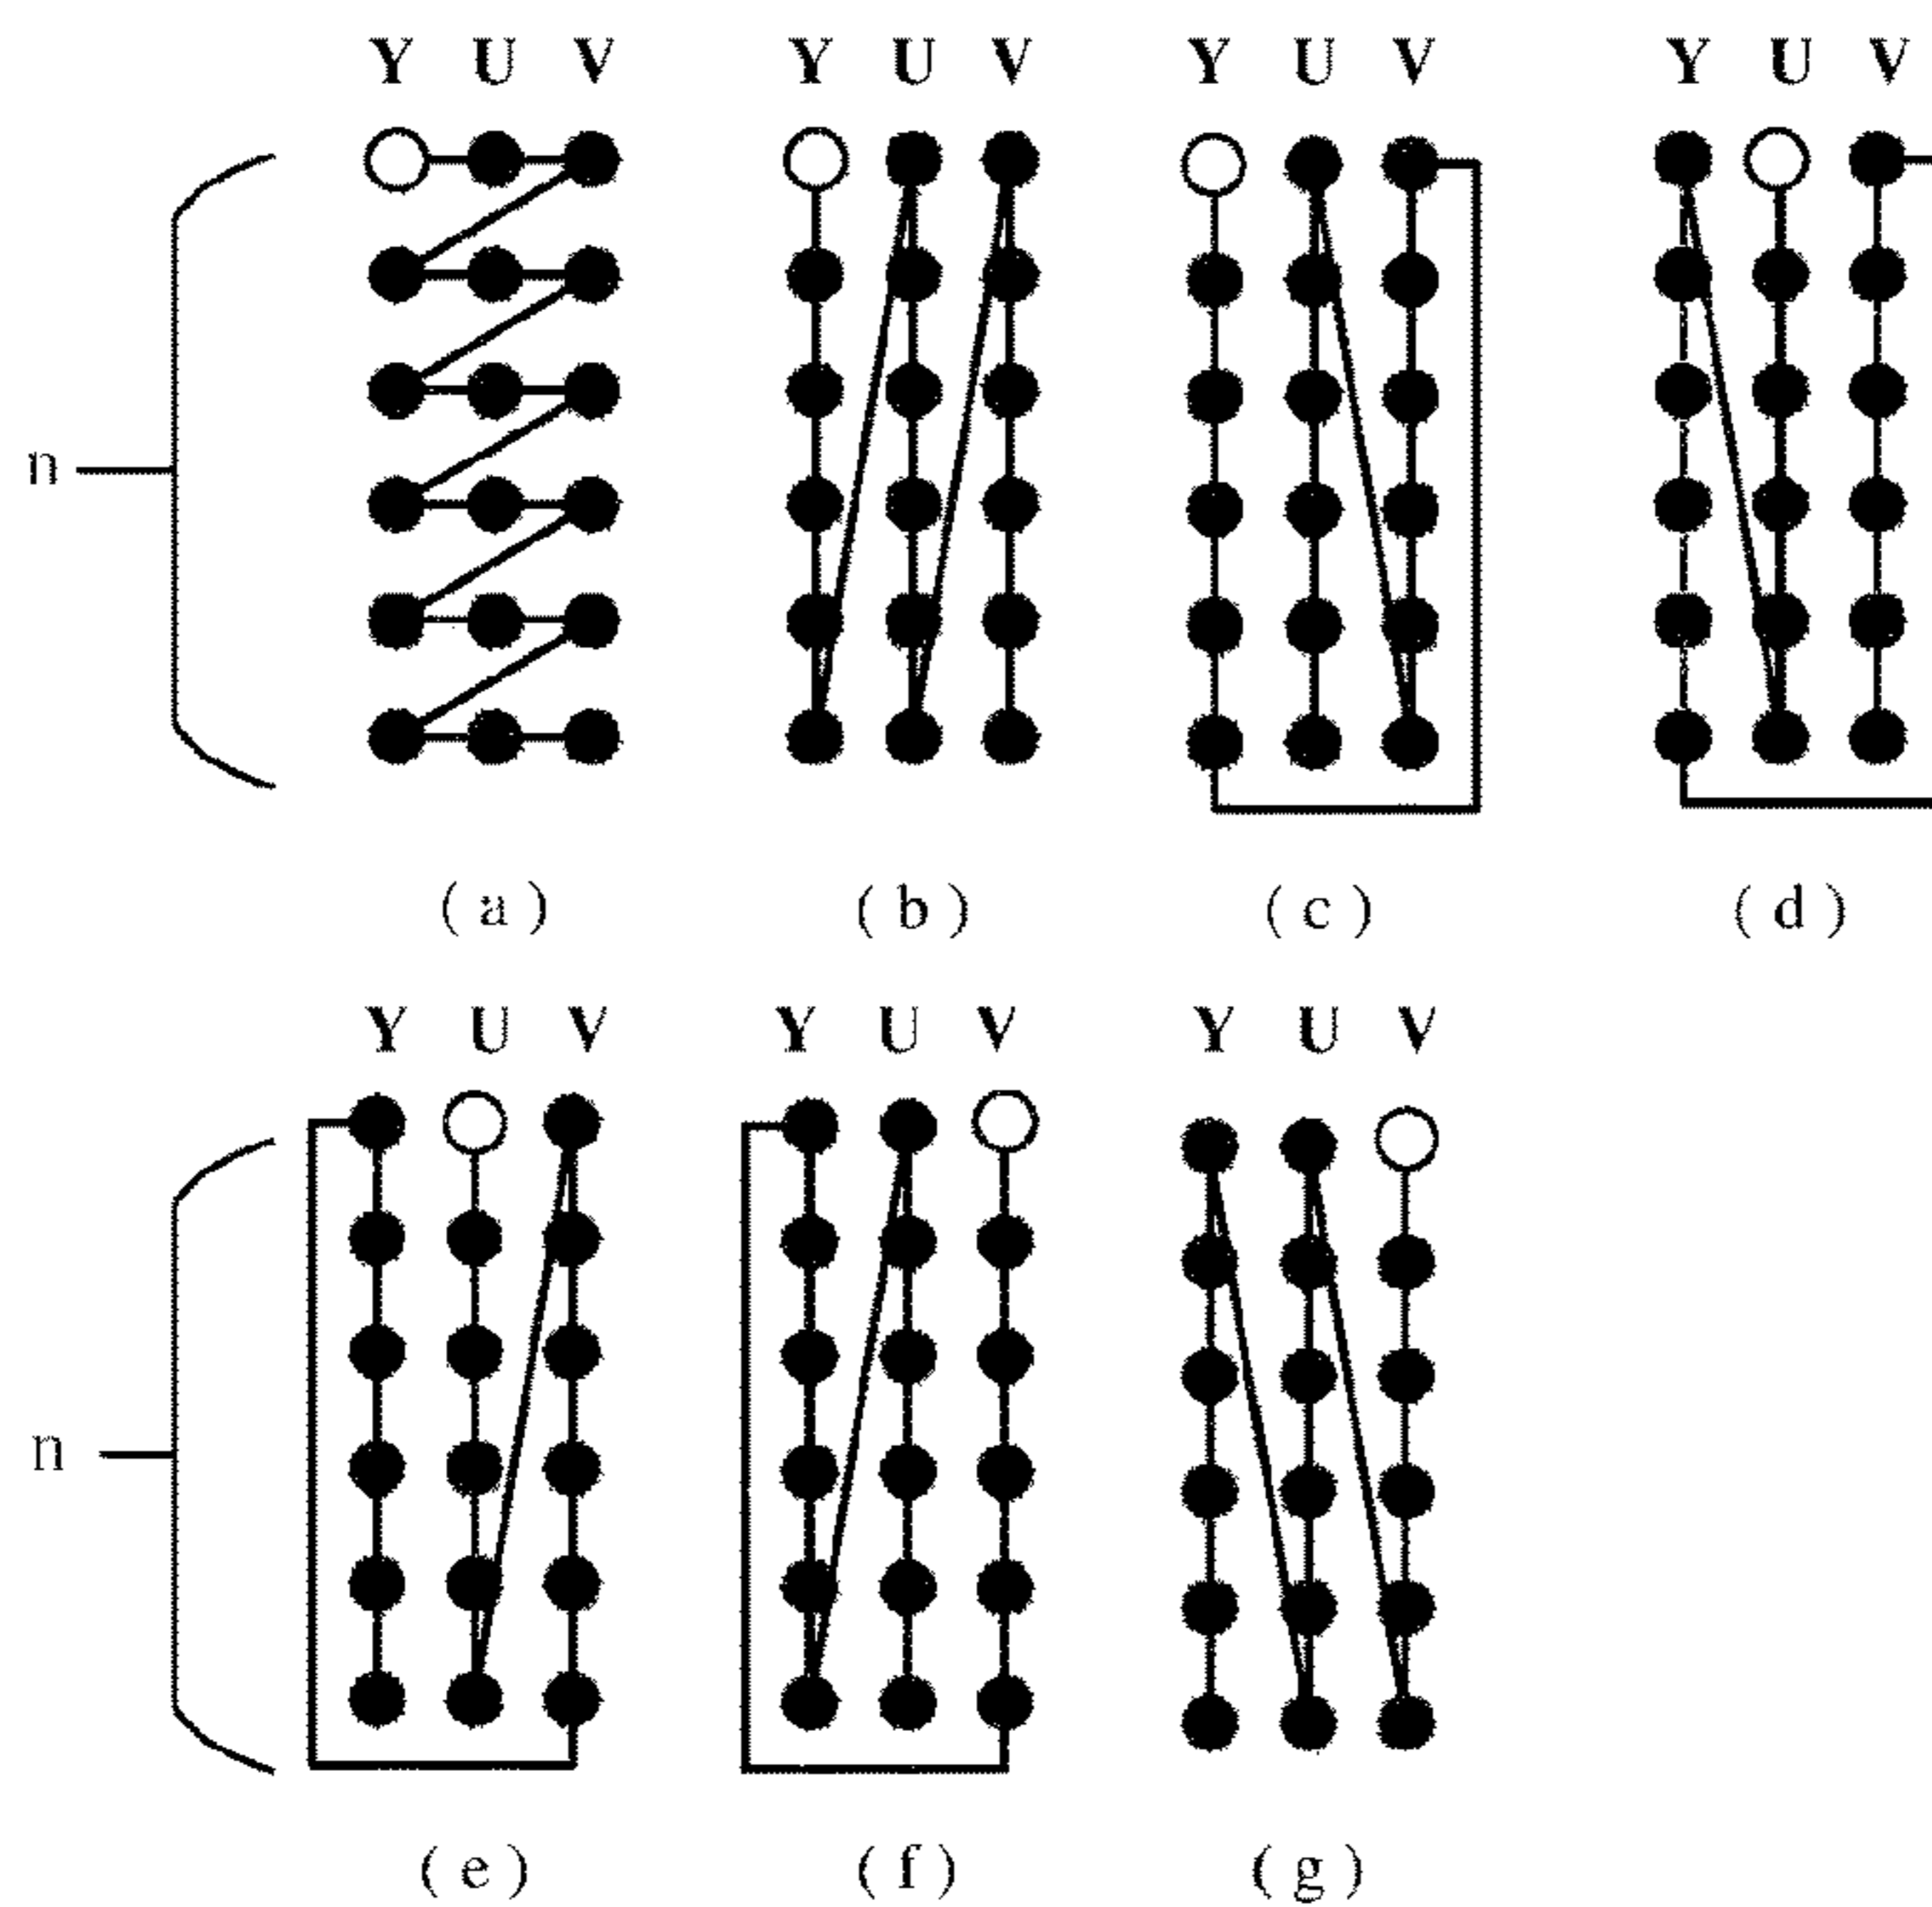 Y U V Y U V Y U V Y U V
n
( a ) ( b ) ( c ) ( d )
Y U V Y U V Y U V
n
( e ) ( f ) ( g )